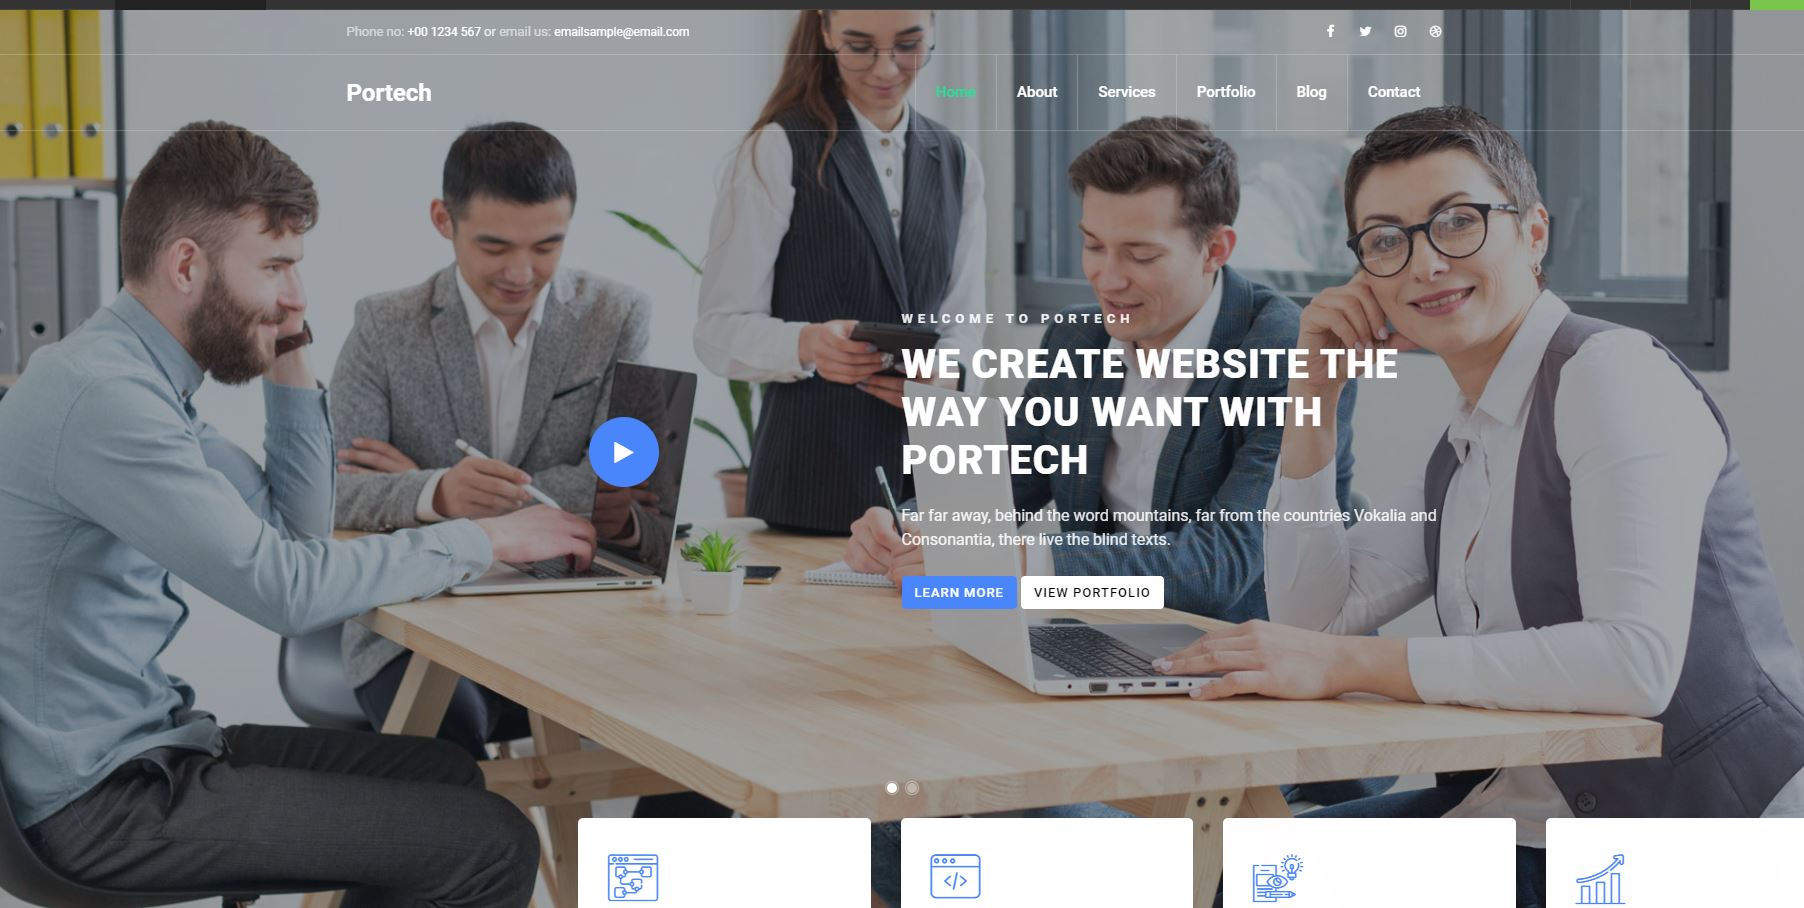 Phone no: +00 1234 567 or email us: emailsample@email.com
Portech
Home About Services Portfolio Blog Contact
WELCOME TO PORTECH
WE CREATE WEBSITE THE
WAY YOU WANT WITH
PORTECH
Far far away, behind the word mountains, far from the countries Vokalia and
Consonantia, there live the blind texts.
LEARN MORE VIEW PORTFOLIO